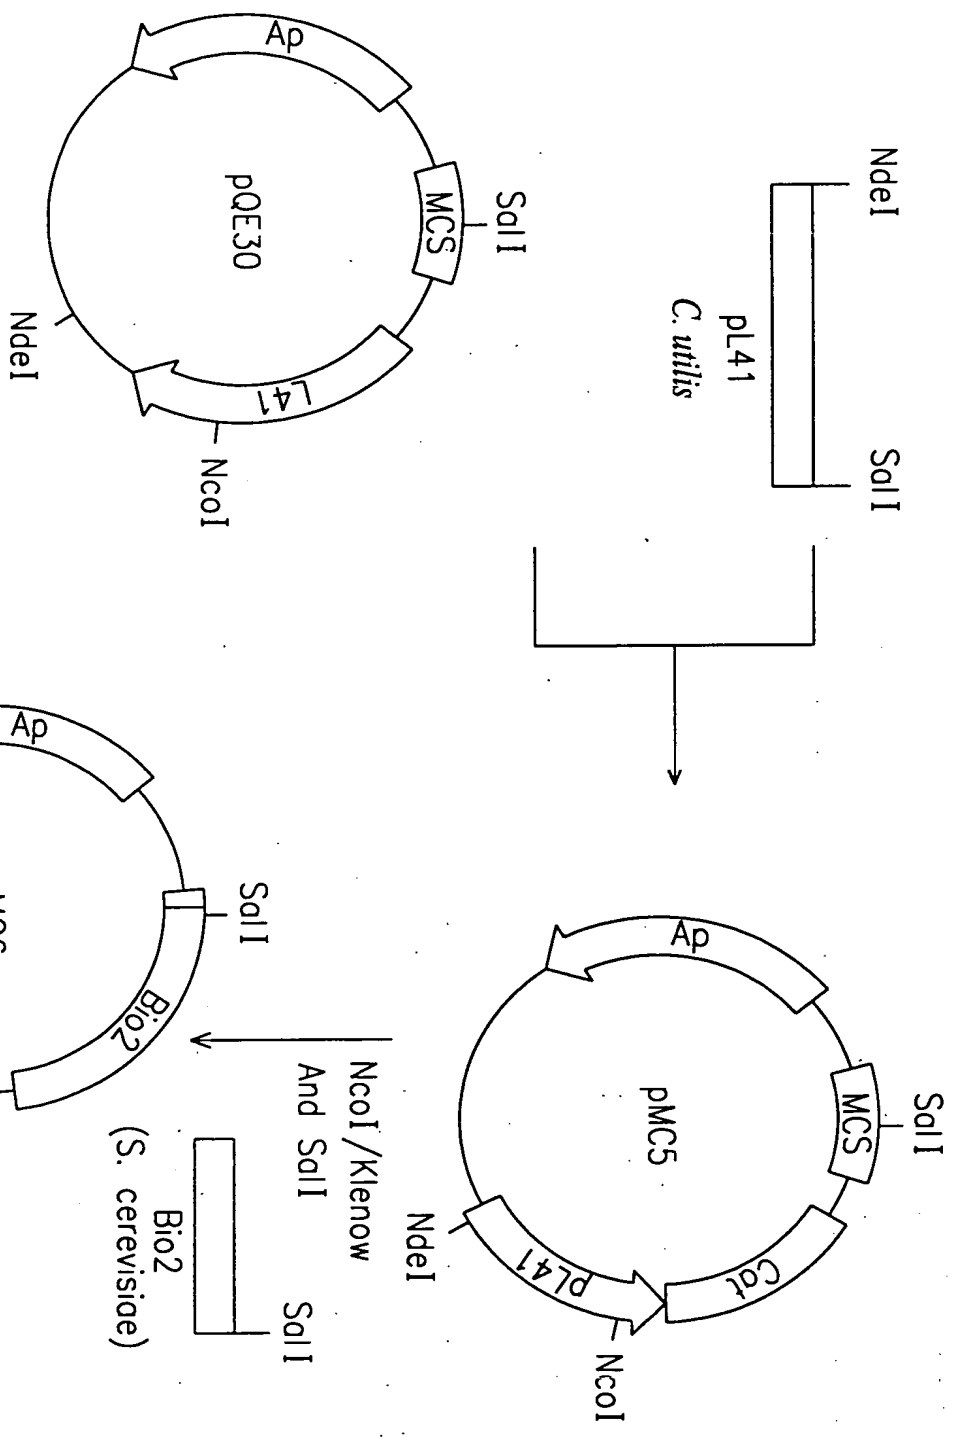 NdeI
SalI
pL41
C. utilis
Ap
MCS
SalI
pQE30
L41
NcoI
NdeI
Ap
MCS
SalI
pMC5
Cat
pL41
NcoI
NdeI
NcoI/Klenow
And SalI
SalI
Bio2
(S. cerevisiae)
Ap
SalI
Bio2